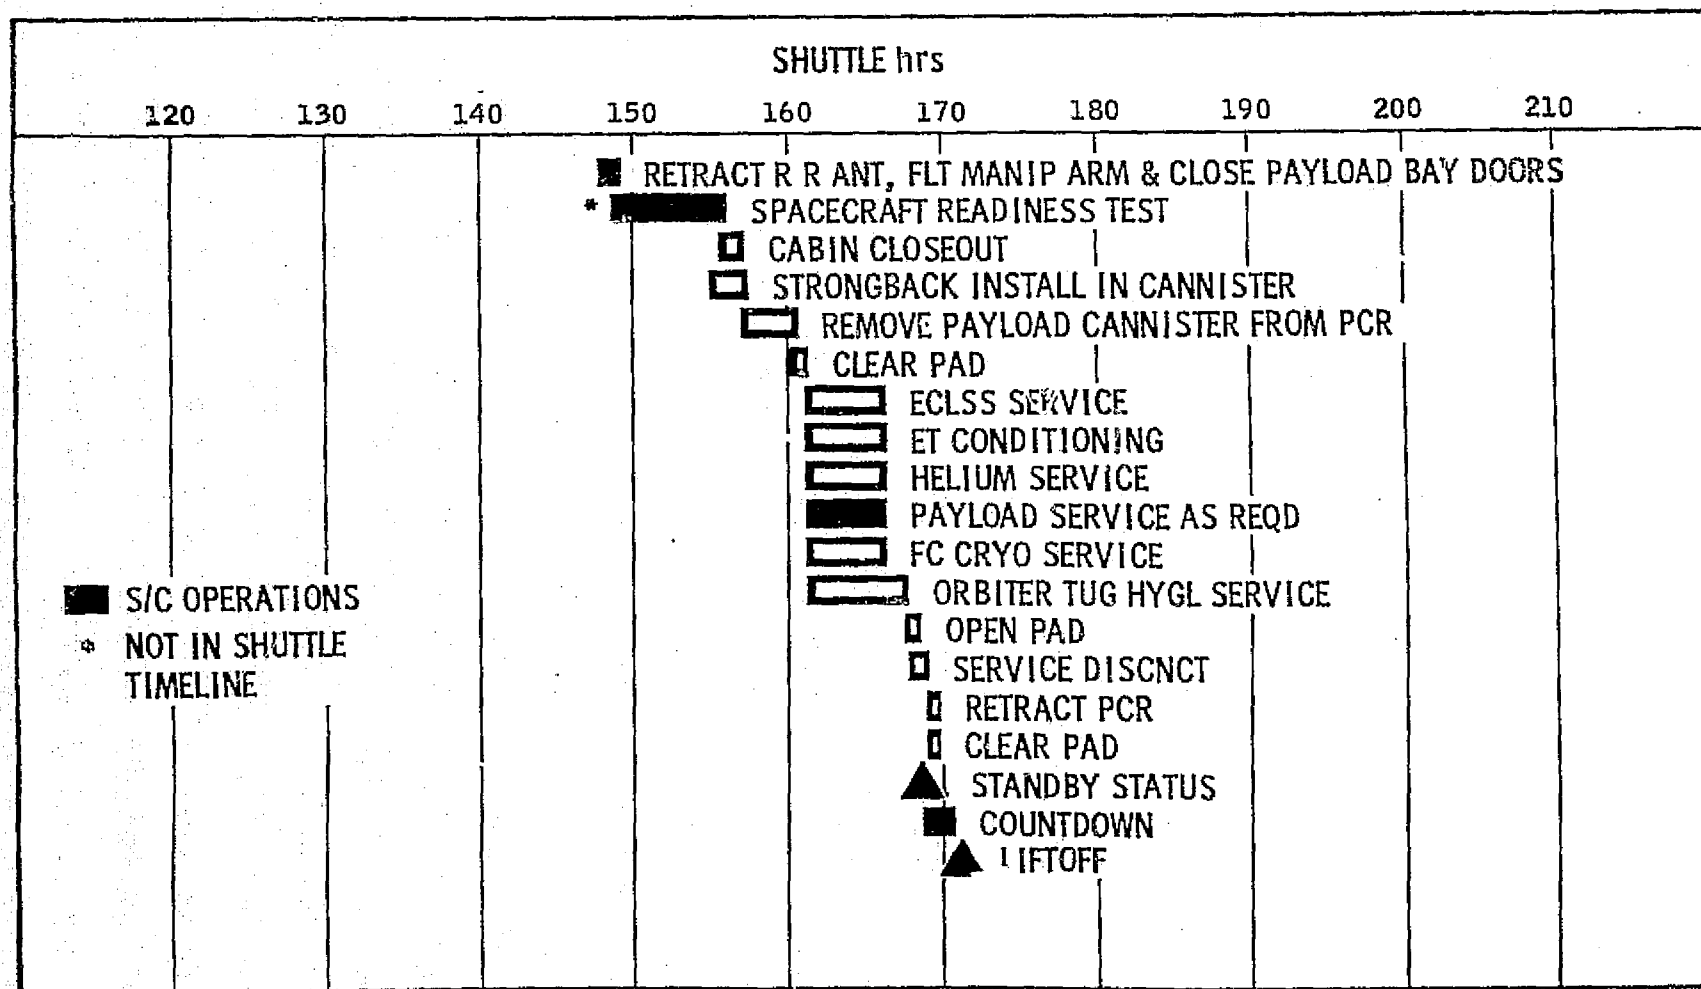 SHUTTLE hrs
120 130 140 150 160 170 180 190 200 210
RETRACT R R ANT, FLT MANIP ARM & CLOSE PAYLOAD BAY DOORS
* SPACECRAFT READINESS TEST
CABIN CLOSEOUT
STRONGBACK INSTALL IN CANNISTER
REMOVE PAYLOAD CANNISTER FROM PCR
CLEAR PAD
ECLSS SERVICE
ET CONDITIONING
HELIUM SERVICE
PAYLOAD SERVICE AS REQD
FC CRYO SERVICE
ORBITER TUG HYGL SERVICE
OPEN PAD
SERVICE DISCNCT
RETRACT PCR
CLEAR PAD
STANDBY STATUS
COUNTDOWN
LIFTOFF
S/C OPERATIONS
* NOT IN SHUTTLE
TIMELINE